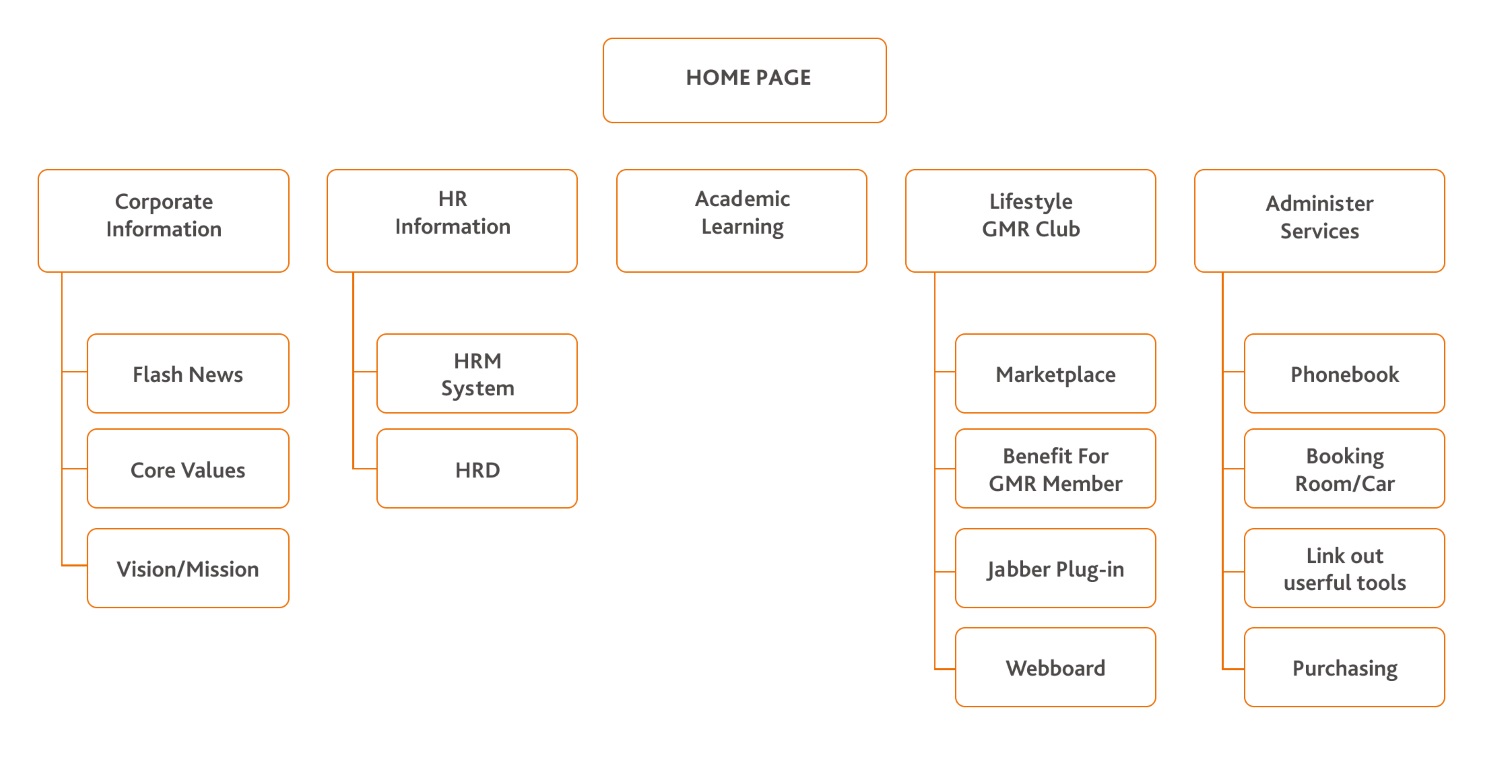 HOME PAGE
Corporate
Information
HR
Information
Academic
Learning
Lifestyle
GMR Club
Administer
Services
Flash News
Core Values
Vision/Mission
HRM
System
HRD
Marketplace
Benefit For
GMR Member
Jabber Plug-in
Webboard
Phonebook
Booking
Room/Car
Link out
userful tools
Purchasing